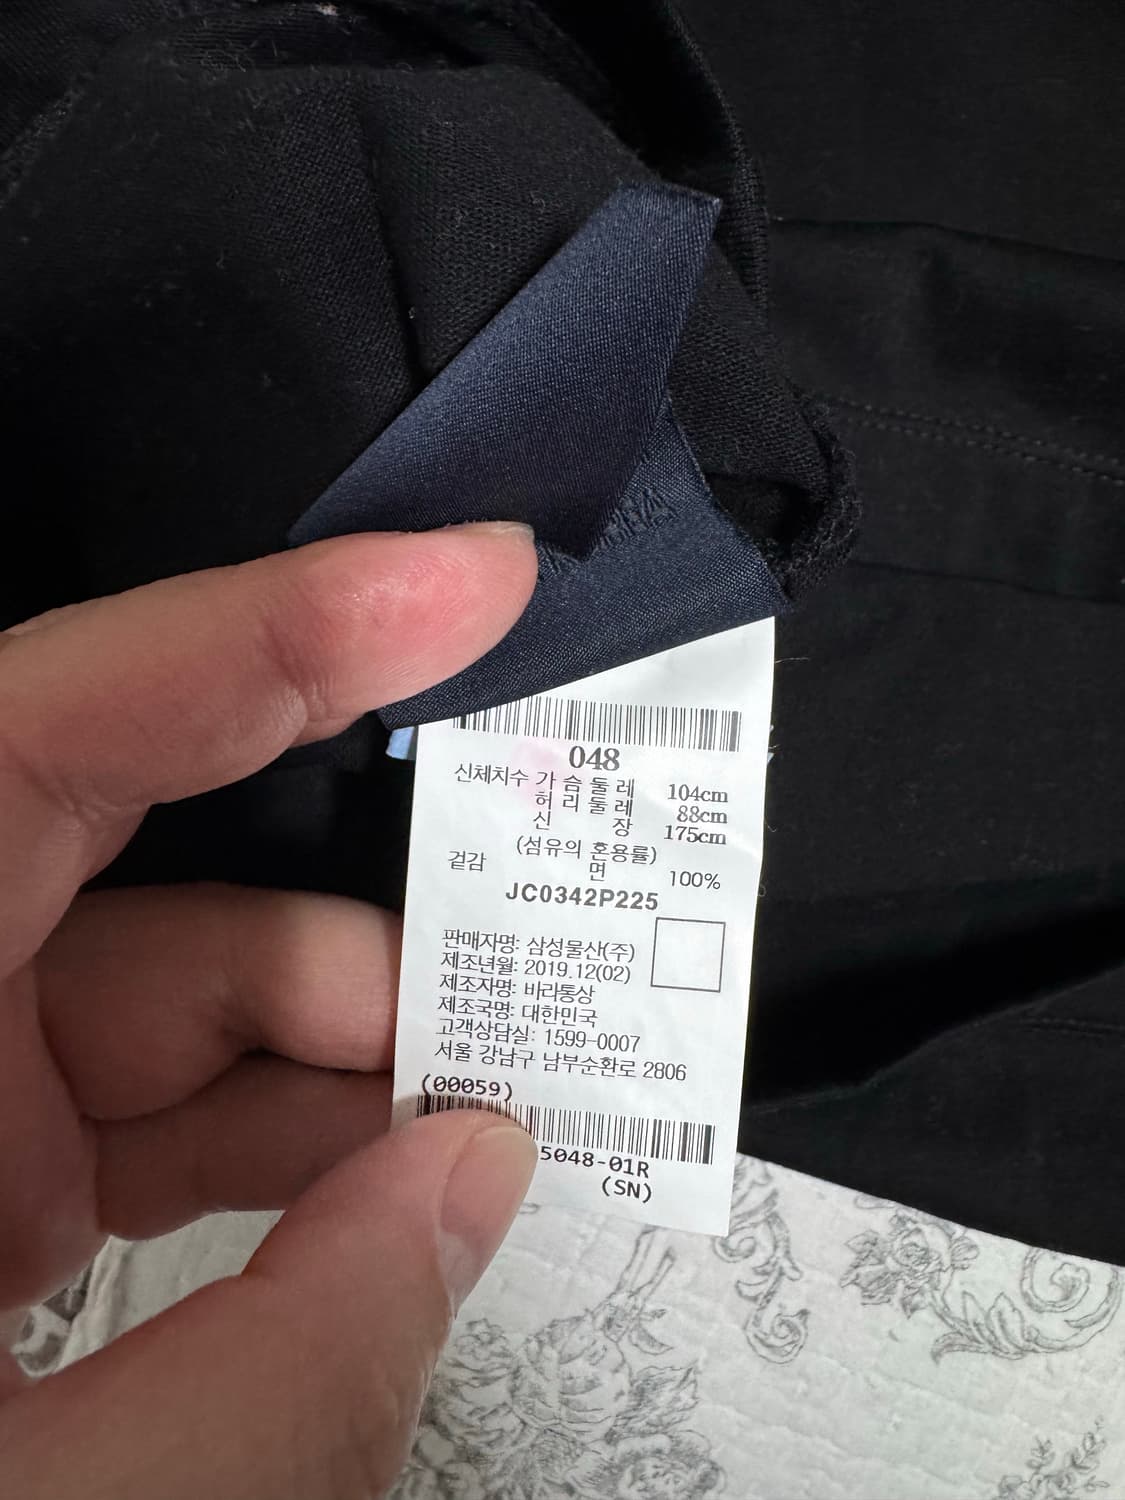 048
신체치수 가 슴 둘 레 104cm
허 리 둘 레 88cm
신 장 175cm
(섬유의 혼용률)
겉감 면 100%
JC0342P225
판매자명: 삼성물산(주)
제조년월: 2019.12(02)
제조자명: 바라통상
제조국명: 대한민국
고객상담실: 1599-0007
서울 강남구 남부순환로 2806
(00059)
5048-01R
(SN)